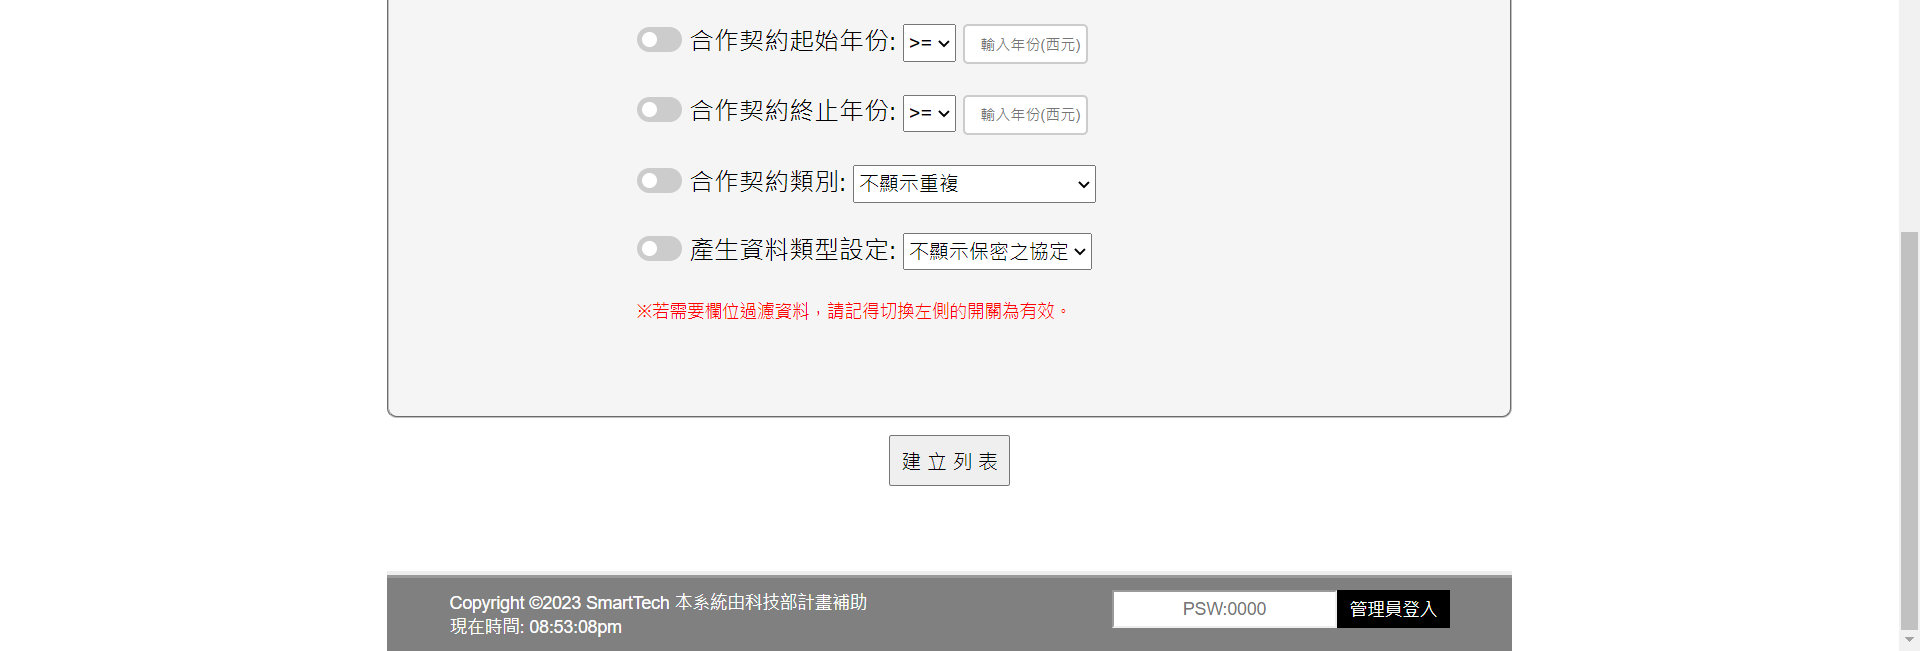 合作契約起始年份: >= 輸入年份(西元)
合作契約終止年份: >= 輸入年份(西元)
合作契約類別: 不顯示重複
產生資料類型設定: 不顯示保密之協定
※若需要欄位過濾資料，請記得切換左側的開關為有效。
建 立 列 表
Copyright ©2023 SmartTech 本系統由科技部計畫補助
現在時間: 08:53:08pm
PSW:0000 管理員登入